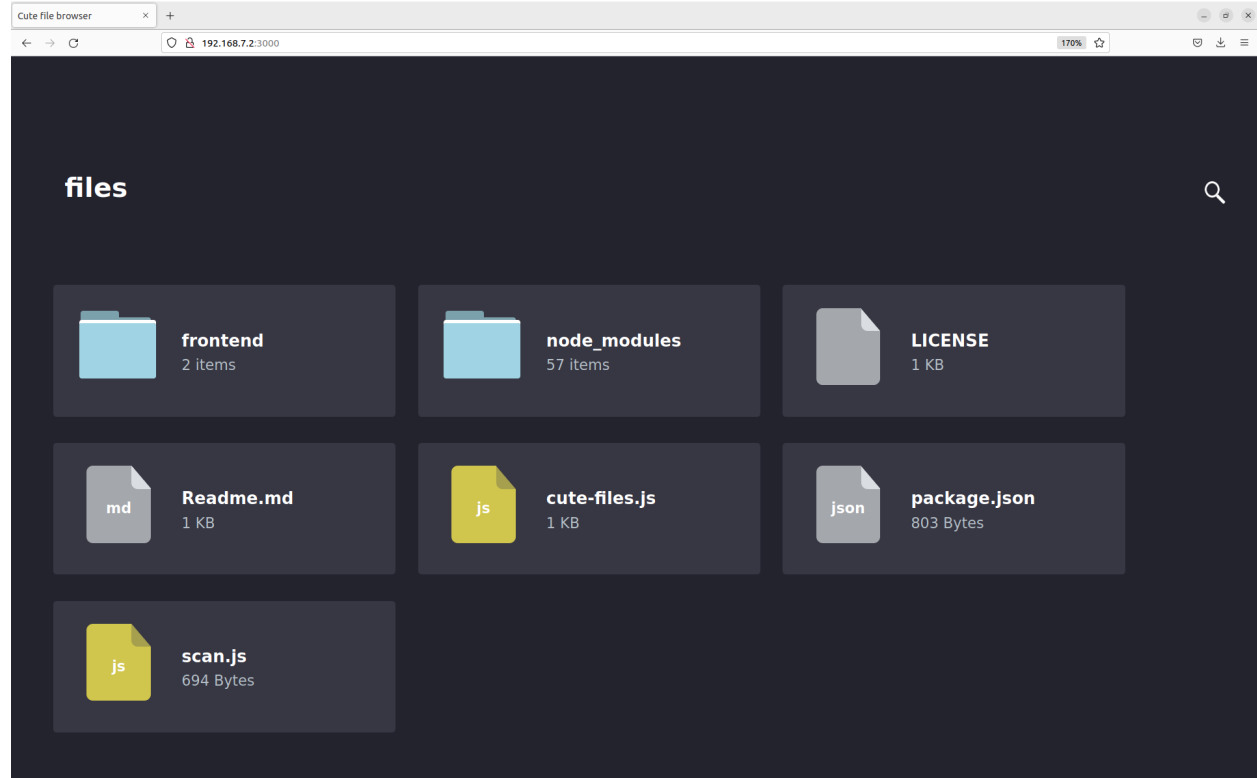 Cute file browser
192.168.7.2:3000
170%
files
frontend
2 items
node_modules
57 items
LICENSE
1 KB
md
Readme.md
1 KB
js
cute-files.js
1 KB
json
package.json
803 Bytes
js
scan.js
694 Bytes